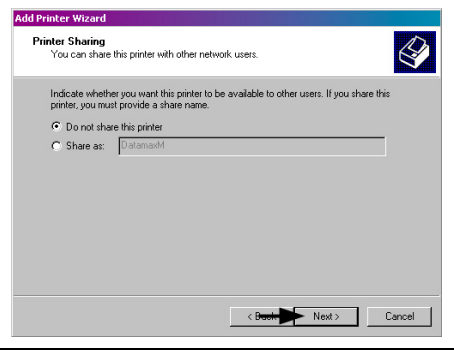 Add Printer Wizard
Printer Sharing
You can share this printer with other network users.
Indicate whether you want this printer to be available to other users. If you share this
printer, you must provide a share name.
Do not share this printer
Share as: DatamaxM
< Back Next > Cancel